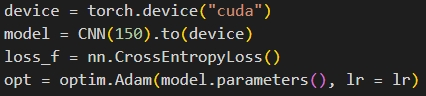 device = torch.device("cuda")
model = CNN(150).to(device)
loss_f = nn.CrossEntropyLoss()
opt = optim.Adam(model.parameters(), lr = lr)